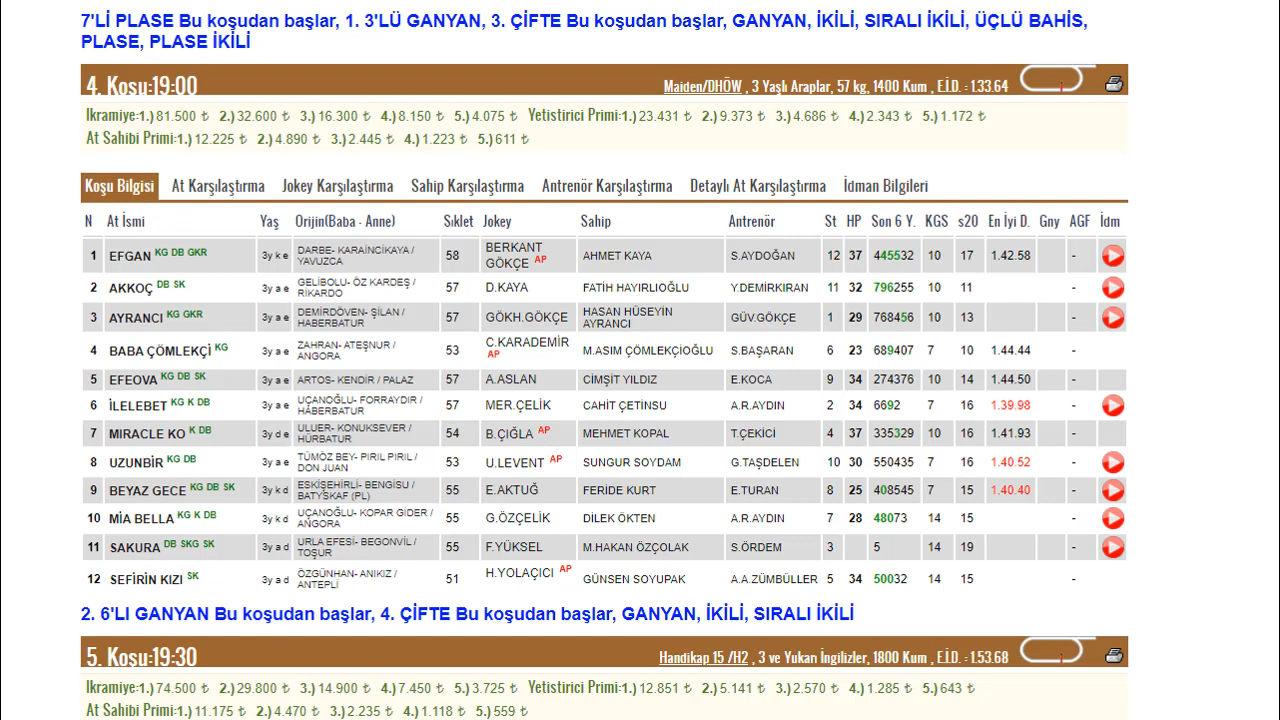 7'Lİ PLASE Bu koşudan başlar, 1. 3'LÜ GANYAN, 3. ÇİFTE Bu koşudan başlar, GANYAN, İKİLİ, SIRALI İKİLİ, ÜÇLÜ BAHİS,
PLASE, PLASE İKİLİ
4. Koşu:19:00 Maiden/DHÖW , 3 Yaşlı Araplar, 57 kg, 1400 Kum , E.İ.D. : 1.33.64
İkramiye:1.) 81.500 ₺ 2.) 32.600 ₺ 3.) 16.300 ₺ 4.) 8.150 ₺ 5.) 4.075 ₺ Yetistirici Primi:1.) 23.431 ₺ 2.) 9.373 ₺ 3.) 4.686 ₺ 4.) 2.343 ₺ 5.) 1.172 ₺
At Sahibi Primi:1.) 12.225 ₺ 2.) 4.890 ₺ 3.) 2.445 ₺ 4.) 1.223 ₺ 5.) 611 ₺
Koşu Bilgisi At Karşılaştırma Jokey Karşılaştırma Sahip Karşılaştırma Antrenör Karşılaştırma Detaylı At Karşılaştırma İdman Bilgileri
N At İsmi Yaş Orijin(Baba - Anne) Sıklet Jokey Sahip Antrenör St HP Son 6 Y. KGS s20 En İyi D. Gny AGF İdm
1 EFGAN KG DB GKR 3y k e DARBE- KARAİNCİKAYA / YAVUZCA 58 BERKANT GÖKÇE AP AHMET KAYA S.AYDOĞAN 12 37 445532 10 17 1.42.58 -
2 AKKOÇ DB SK 3y a e GELİBOLU- ÖZ KARDEŞ / RİKARDO 57 D.KAYA FATİH HAYIRLIOĞLU Y.DEMİRKIRAN 11 32 796255 10 11 -
3 AYRANCI KG GKR 3y a e DEMİRDÖVEN- ŞİLAN / HABERBATUR 57 GÖKH.GÖKÇE HASAN HÜSEYİN AYRANCI GÜV.GÖKÇE 1 29 768456 10 13 -
4 BABA ÇÖMLEKÇİ KG 3y a e ZAHRAN- ATEŞNUR / ANGORA 53 C.KARADEMİR AP M.ASIM ÇÖMLEKÇİOĞLU S.BAŞARAN 6 23 689407 7 10 1.44.44 -
5 EFEOVA KG DB SK 3y a e ARTOS- KENDİR / PALAZ 57 A.ASLAN CİMŞİT YILDIZ E.KOCA 9 34 274376 10 14 1.44.50 -
6 İLELEBET KG K DB 3y a e UÇANOĞLU- FORRAYDIR / HABERBATUR 57 MER.ÇELİK CAHİT ÇETİNSU A.R.AYDIN 2 34 6692 7 16 1.39.98 -
7 MIRACLE KO K DB 3y d e ULUER- KONUKSEVER / HÜRBATUR 54 B.ÇIĞLA AP MEHMET KOPAL T.ÇEKİCİ 4 37 335329 10 16 1.41.93 -
8 UZUNBİR KG DB 3y a e TÜMÖZ BEY- PIRIL PIRIL / DON JUAN 53 U.LEVENT AP SUNGUR SOYDAM G.TAŞDELEN 10 30 550435 7 16 1.40.52 -
9 BEYAZ GECE KG DB SK 3y k d ESKİŞEHİRLİ- BENGİSU / BATYSKAF (PL) 55 E.AKTUĞ FERİDE KURT E.TURAN 8 25 408545 7 15 1.40.40 -
10 MİA BELLA KG K DB 3y k d UÇANOĞLU- KOPAR GİDER / ANGORA 55 G.ÖZÇELİK DİLEK ÖKTEN A.R.AYDIN 7 28 48073 14 15 -
11 SAKURA DB SKG SK 3y a d URLA EFESİ- BEGONVİL / TOŞUR 55 F.YÜKSEL M.HAKAN ÖZÇOLAK S.ÖRDEM 3 5 14 19 -
12 SEFİRİN KIZI SK 3y a d ÖZGÜNHAN- ANIKIZ / ANTEPLİ 51 H.YOLAÇICI AP GÜNSEN SOYUPAK A.A.ZÜMBÜLLER 5 34 50032 14 15 -
2. 6'LI GANYAN Bu koşudan başlar, 4. ÇİFTE Bu koşudan başlar, GANYAN, İKİLİ, SIRALI İKİLİ
5. Koşu:19:30 Handikap 15 /H2 , 3 ve Yukarı İngilizler, 1800 Kum , E.İ.D. : 1.53.68
İkramiye:1.) 74.500 ₺ 2.) 29.800 ₺ 3.) 14.900 ₺ 4.) 7.450 ₺ 5.) 3.725 ₺ Yetistirici Primi:1.) 12.851 ₺ 2.) 5.141 ₺ 3.) 2.570 ₺ 4.) 1.285 ₺ 5.) 643 ₺
At Sahibi Primi:1.) 11.175 ₺ 2.) 4.470 ₺ 3.) 2.235 ₺ 4.) 1.118 ₺ 5.) 559 ₺